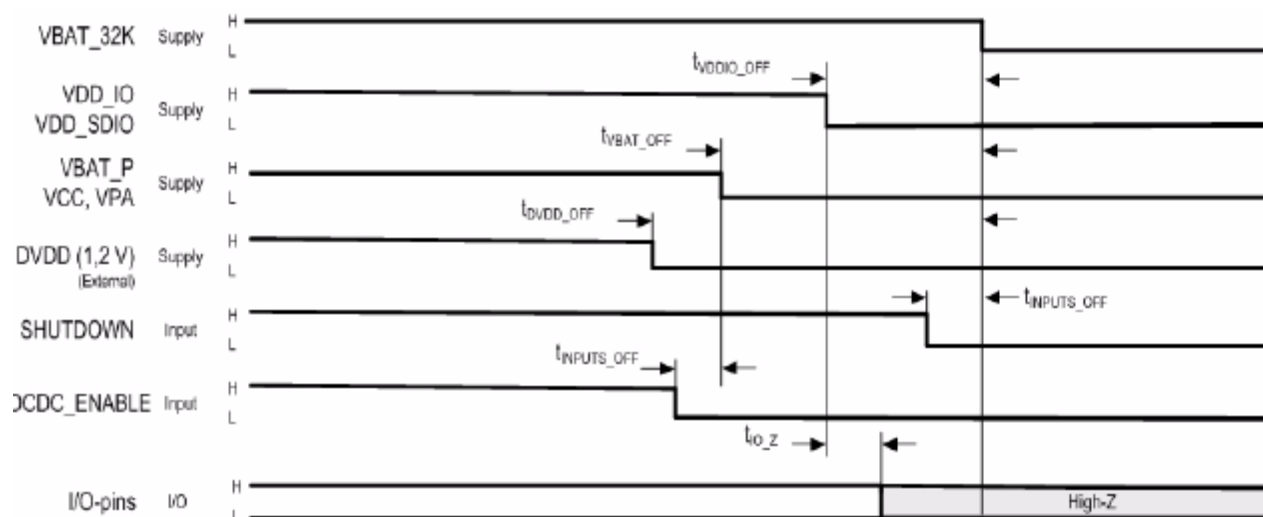 VBAT_32K Supply H
L
tVDDIO_OFF
VDD_IO
VDD_SDIO Supply H
L
tVBAT_OFF
VBAT_P
VCC, VPA Supply H
L
tDVDD_OFF
DVDD (1,2 V)
(External) Supply H
L
SHUTDOWN Input H
L
tINPUTS_OFF
tINPUTS_OFF
DCDC_ENABLE Input H
L
tIO_Z
I/O-pins I/O H
L
High-Z